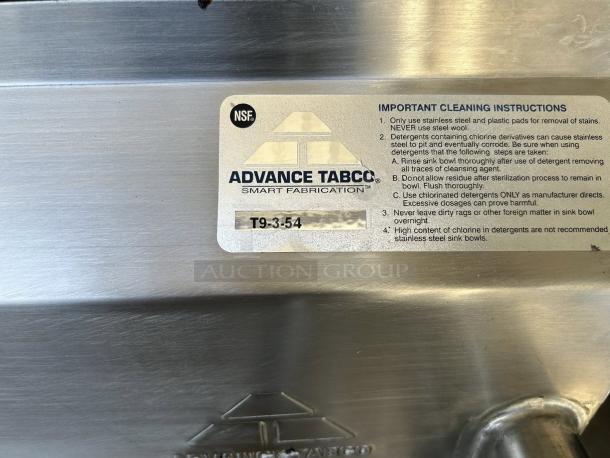 NSF.
ADVANCE TABCO®
SMART FABRICATION™
T9-3-54
IMPORTANT CLEANING INSTRUCTIONS
1. Only use stainless steel and plastic pads for removal of stains.
NEVER use steel wool.
2. Detergents containing chlorine derivatives can cause stainless
steel to pit and eventually corrode. Be sure when using
detergents that the following steps are taken:
A. Rinse sink bowl thoroughly after use of detergent removing
all traces of cleansing agent.
B. Do not allow residue after sterilization process to remain in
bowl. Flush thoroughly.
C. Use chlorinated detergents ONLY as manufacturer directs.
Excessive dosages can prove harmful.
3. Never leave dirty rags or other foreign matter in sink bowl
overnight.
4. High content of chlorine in detergents are not recommended
stainless steel sink bowls.
AUCTION GROUP
ADVANCE TABCO